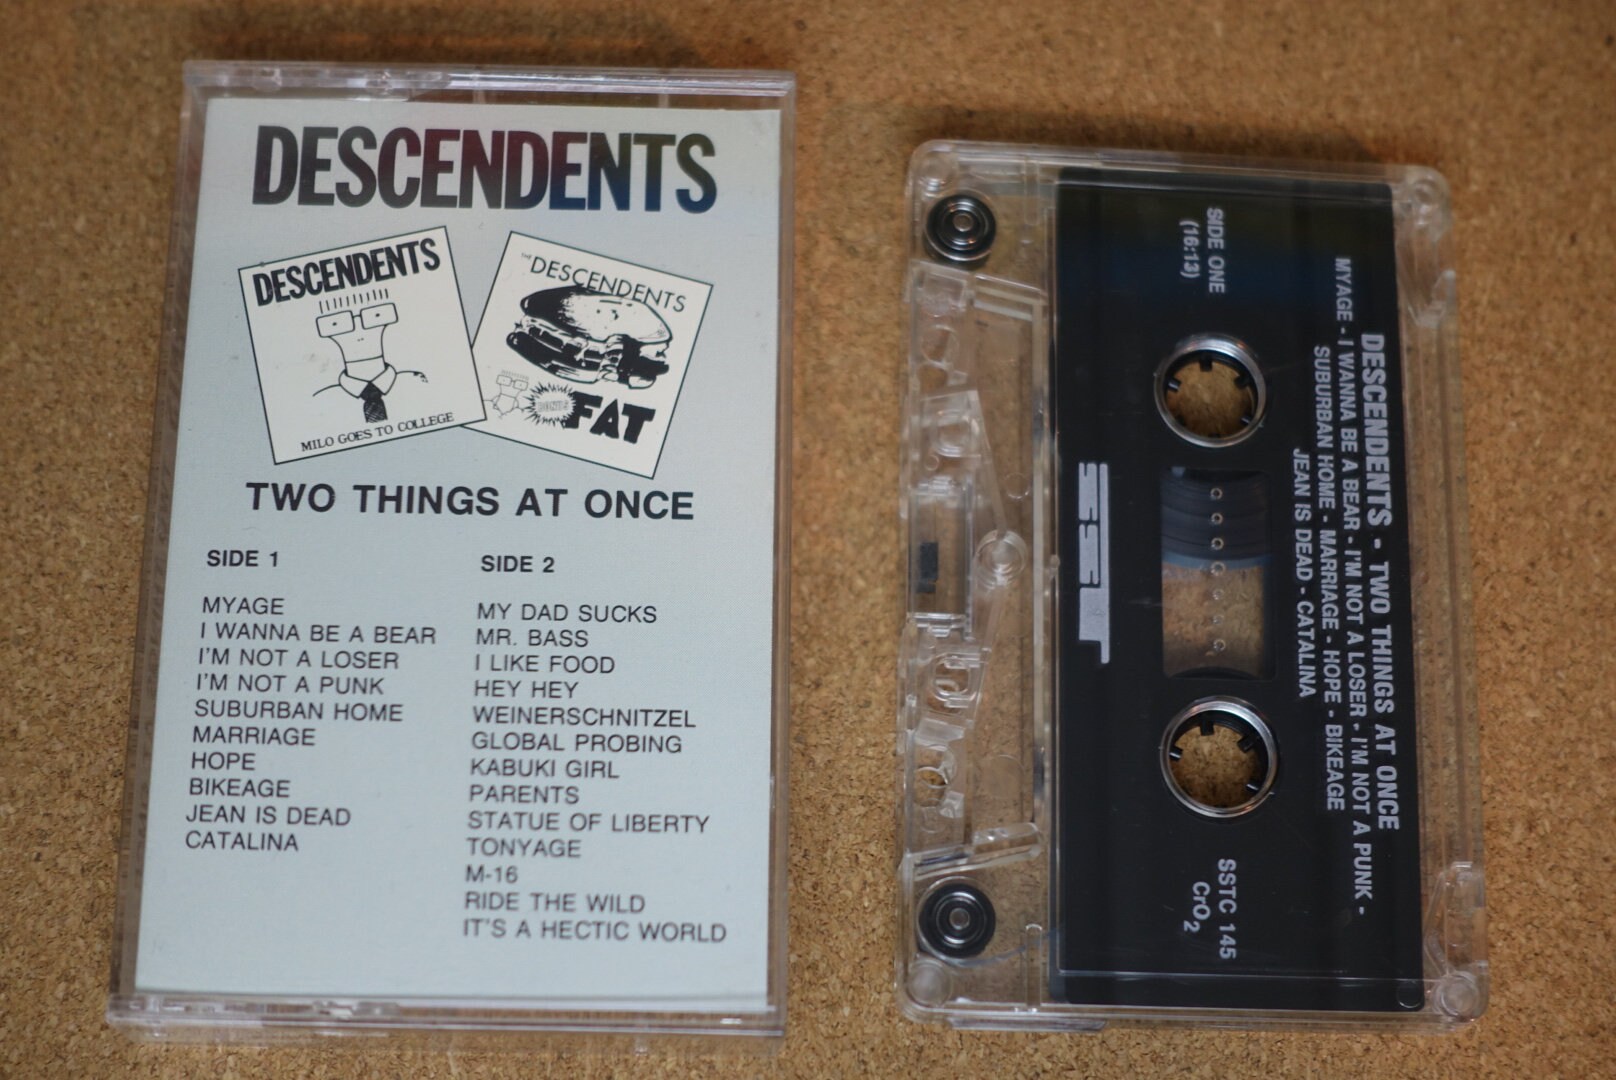 DESCENDENTS
DESCENDENTS
MILO GOES TO COLLEGE
THE DESCENDENTS
FAT
TWO THINGS AT ONCE
SIDE 1
MYAGE
I WANNA BE A BEAR
I'M NOT A LOSER
I'M NOT A PUNK
SUBURBAN HOME
MARRIAGE
HOPE
BIKEAGE
JEAN IS DEAD
CATALINA
SIDE 2
MY DAD SUCKS
MR. BASS
I LIKE FOOD
HEY HEY
WEINERSCHNITZEL
GLOBAL PROBING
KABUKI GIRL
PARENTS
STATUE OF LIBERTY
TONYAGE
M-16
RIDE THE WILD
IT'S A HECTIC WORLD
DESCENDENTS - TWO THINGS AT ONCE
MYAGE - I WANNA BE A BEAR - I'M NOT A LOSER - I'M NOT A PUNK -
SUBURBAN HOME - MARRIAGE - HOPE - BIKEAGE
JEAN IS DEAD - CATALINA
SIDE ONE
(16:13)
SSTC 145
CrO2
SST